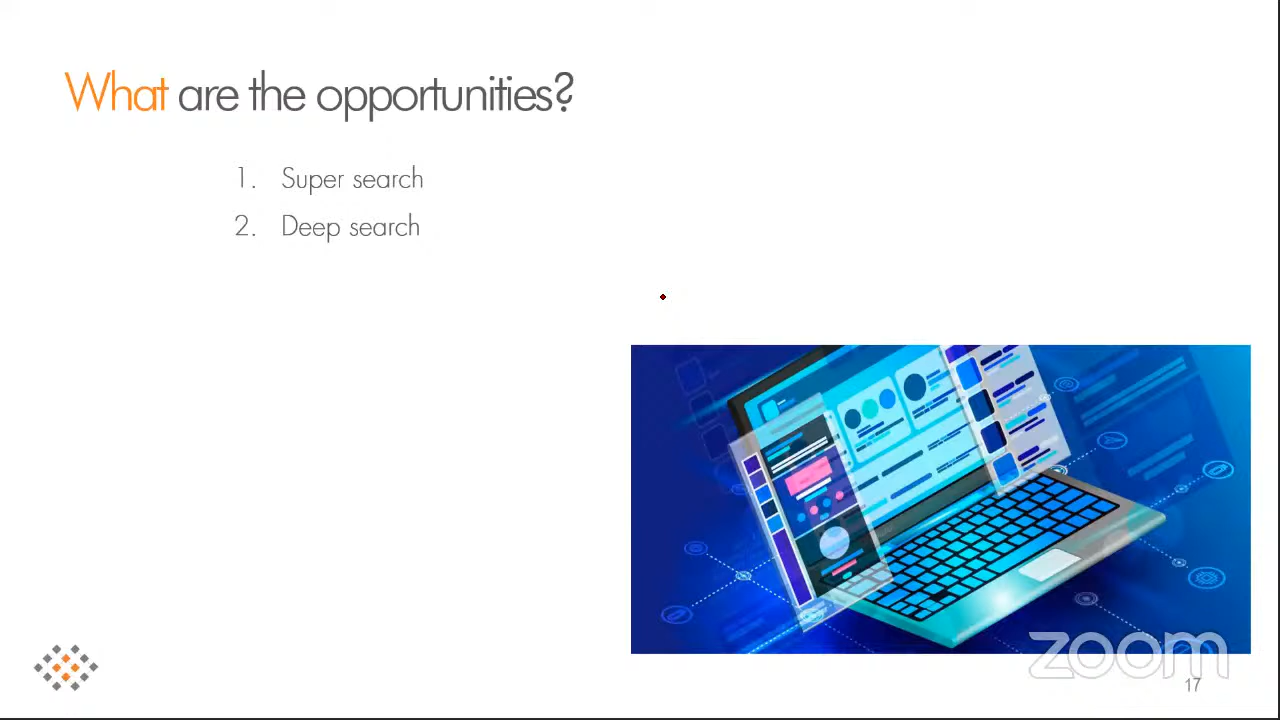 What are the opportunities?
1. Super search
2. Deep search
zoom
17